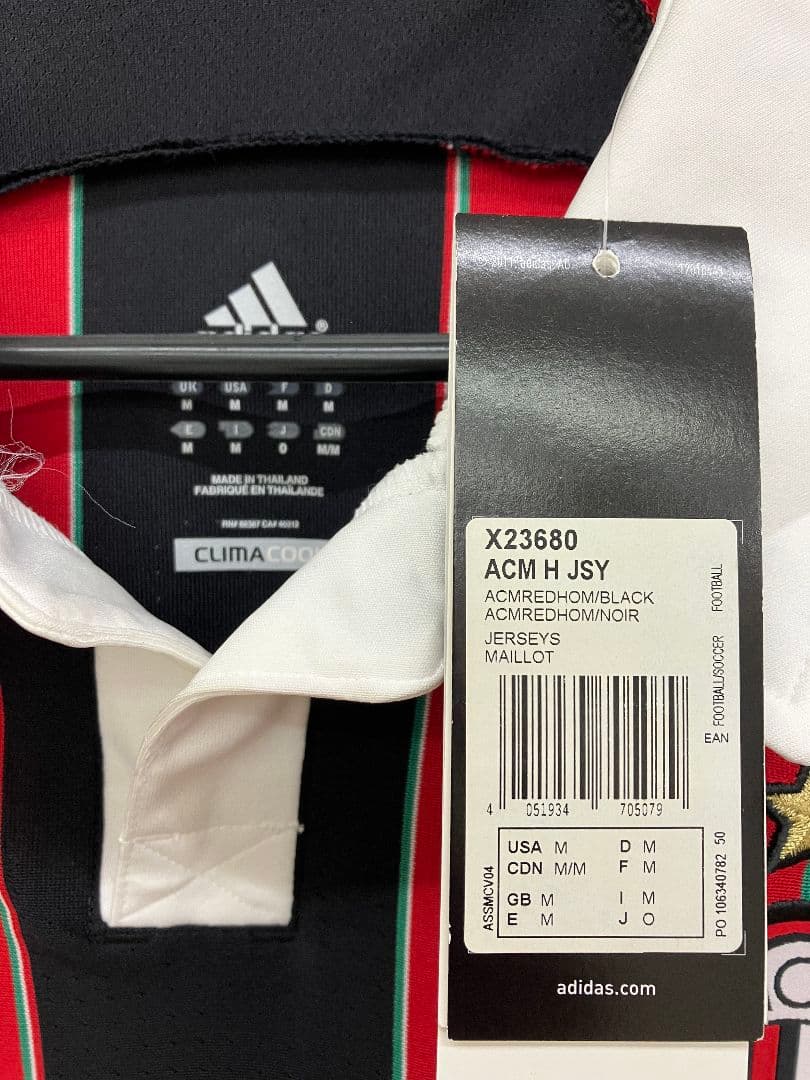 adidas®
UK USA F D
M M M M
E I J CDN
M M O M/M
MADE IN THAILAND
FABRIQUÉ EN THAÏLANDE
CLIMACOO
X23680
ACM H JSY
ACMREDHOM/BLACK
ACMREDHOM/NOIR
JERSEYS
MAILLOT
FOOTBALL/SOCCER FOOTBALL
EAN
4 051934 705079
USA M D M
CDN M/M F M
GB M I M
E M J O
ASSMCV04
PO 106340782 50
adidas.com